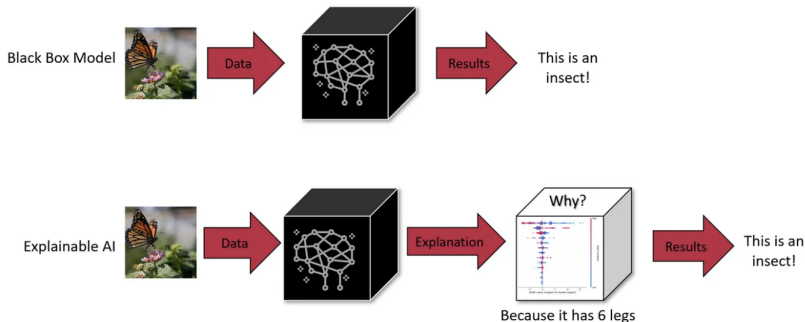 Black Box Model
Data
Results
This is an
insect!
Explainable AI
Data
Explanation
Why?
Because it has 6 legs
Results
This is an
insect!